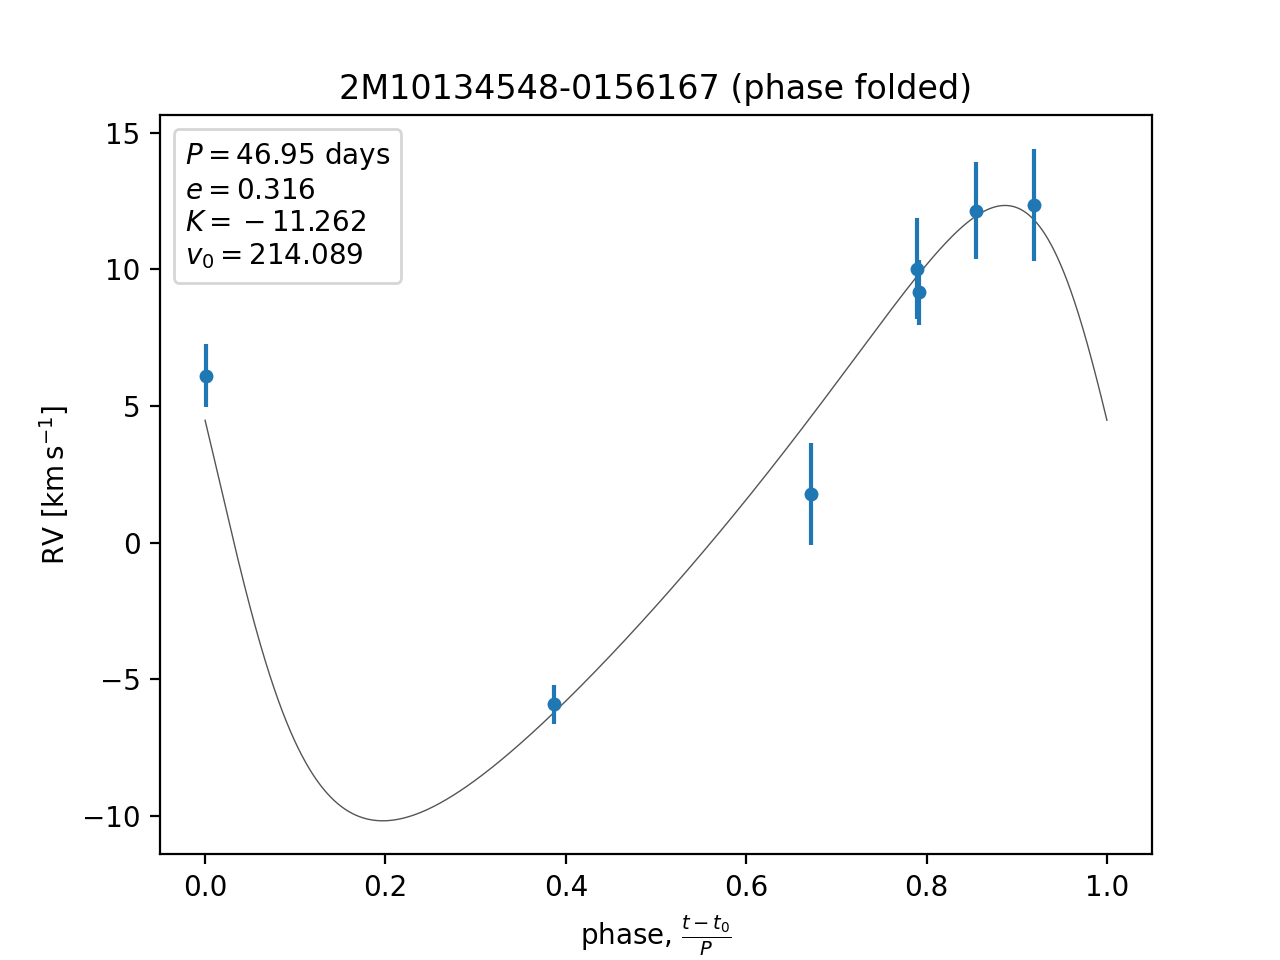 2M10134548-0156167 (phase folded)
P = 46.95 days
e = 0.316
K = −11.262
v₀ = 214.089
15
10
5
0
−5
−10
RV [km s⁻¹]
0.0 0.2 0.4 0.6 0.8 1.0
phase, (t − t₀)/P